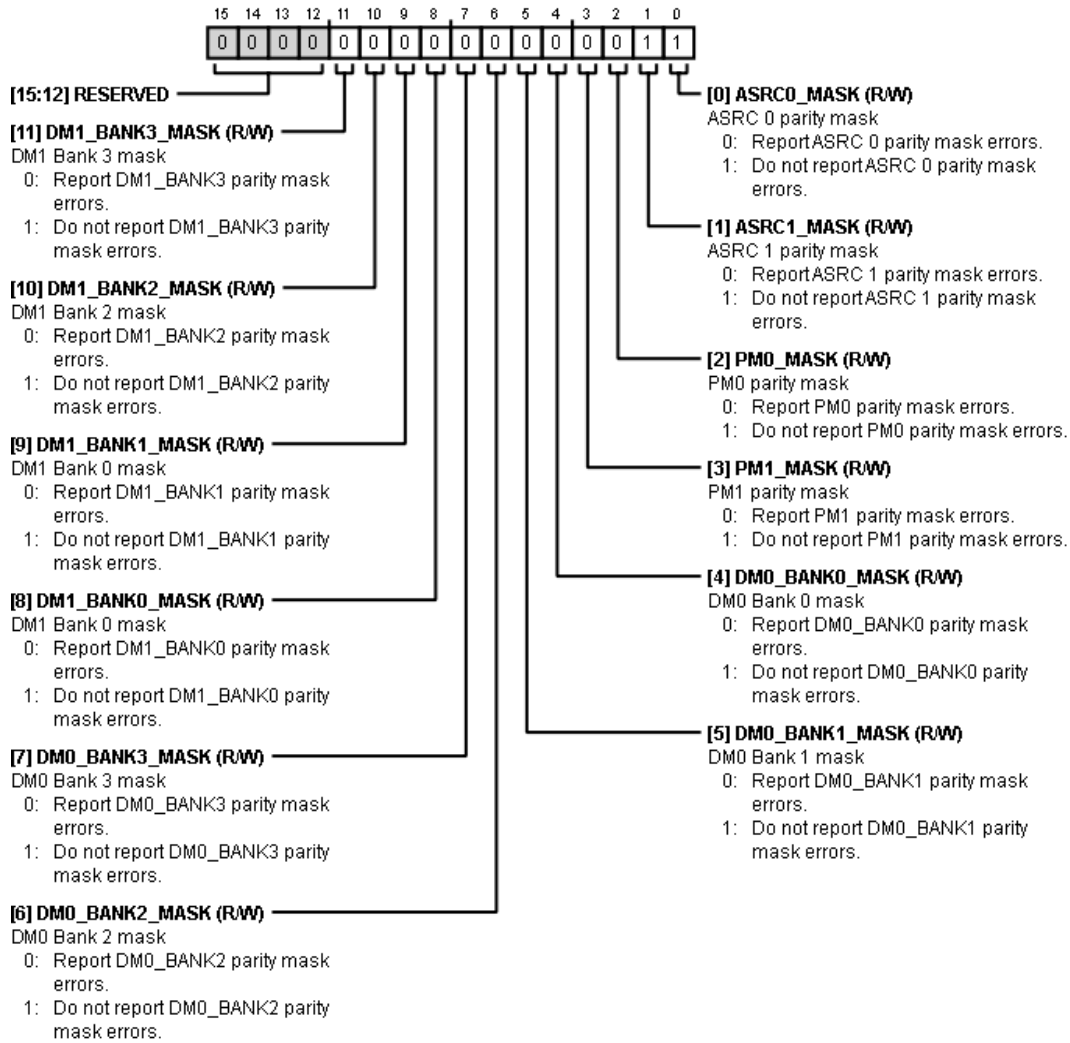 15 14 13 12 11 10 9 8 7 6 5 4 3 2 1 0
0 0 0 0 0 0 0 0 0 0 0 0 0 0 1 1
[15:12] RESERVED
[11] DM1_BANK3_MASK (R/W)
DM1 Bank 3 mask
0: Report DM1_BANK3 parity mask
errors.
1: Do not report DM1_BANK3 parity
mask errors.
[10] DM1_BANK2_MASK (R/W)
DM1 Bank 2 mask
0: Report DM1_BANK2 parity mask
errors.
1: Do not report DM1_BANK2 parity
mask errors.
[9] DM1_BANK1_MASK (R/W)
DM1 Bank 0 mask
0: Report DM1_BANK1 parity mask
errors.
1: Do not report DM1_BANK1 parity
mask errors.
[8] DM1_BANK0_MASK (R/W)
DM1 Bank 0 mask
0: Report DM1_BANK0 parity mask
errors.
1: Do not report DM1_BANK0 parity
mask errors.
[7] DM0_BANK3_MASK (R/W)
DM0 Bank 3 mask
0: Report DM0_BANK3 parity mask
errors.
1: Do not report DM0_BANK3 parity
mask errors.
[6] DM0_BANK2_MASK (R/W)
DM0 Bank 2 mask
0: Report DM0_BANK2 parity mask
errors.
1: Do not report DM0_BANK2 parity
mask errors.
[0] ASRC0_MASK (R/W)
ASRC 0 parity mask
0: Report ASRC 0 parity mask errors.
1: Do not report ASRC 0 parity mask
errors.
[1] ASRC1_MASK (R/W)
ASRC 1 parity mask
0: Report ASRC 1 parity mask errors.
1: Do not report ASRC 1 parity mask
errors.
[2] PM0_MASK (R/W)
PM0 parity mask
0: Report PM0 parity mask errors.
1: Do not report PM0 parity mask errors.
[3] PM1_MASK (R/W)
PM1 parity mask
0: Report PM1 parity mask errors.
1: Do not report PM1 parity mask errors.
[4] DM0_BANK0_MASK (R/W)
DM0 Bank 0 mask
0: Report DM0_BANK0 parity mask
errors.
1: Do not report DM0_BANK0 parity
mask errors.
[5] DM0_BANK1_MASK (R/W)
DM0 Bank 1 mask
0: Report DM0_BANK1 parity mask
errors.
1: Do not report DM0_BANK1 parity
mask errors.